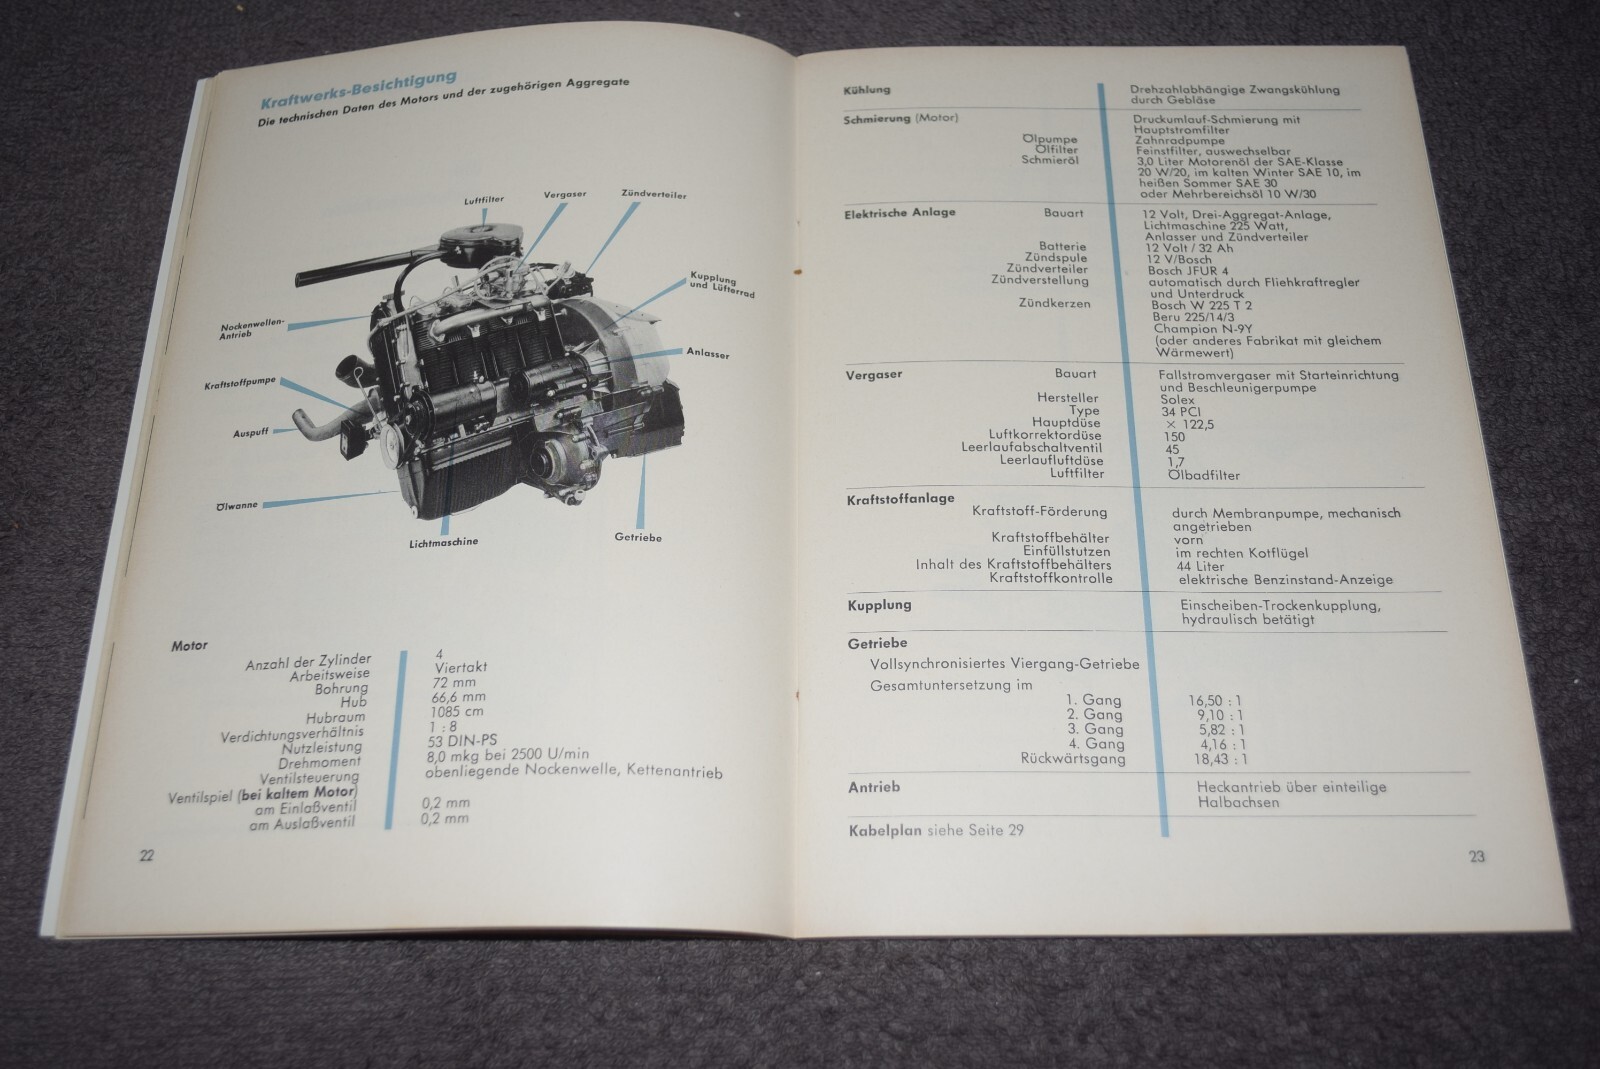 Kraftwerks-Besichtigung
Die technischen Daten des Motors und der zugehörigen Aggregate
Luftfilter
Vergaser
Zündverteiler
Kupplung
und Lüfterrad
Nockenwellen-
Antrieb
Anlasser
Kraftstoffpumpe
Auspuff
Ölwanne
Lichtmaschine
Getriebe
Motor
Anzahl der Zylinder 4
Arbeitsweise Viertakt
Bohrung 72 mm
Hub 66,6 mm
Hubraum 1085 cm
Verdichtungsverhältnis 1 : 8
Nutzleistung 53 DIN-PS
Drehmoment 8,0 mkg bei 2500 U/min
Ventilsteuerung obenliegende Nockenwelle, Kettenantrieb
Ventilspiel (bei kaltem Motor)
am Einlaßventil 0,2 mm
am Auslaßventil 0,2 mm
22
Kühlung Drehzahlabhängige Zwangskühlung
durch Gebläse
Schmierung (Motor) Druckumlauf-Schmierung mit
Hauptstromfilter
Ölpumpe Zahnradpumpe
Ölfilter Feinstfilter, auswechselbar
Schmieröl 3,0 Liter Motorenöl der SAE-Klasse
20 W/20, im kalten Winter SAE 10, im
heißen Sommer SAE 30
oder Mehrbereichsöl 10 W/30
Elektrische Anlage Bauart 12 Volt, Drei-Aggregat-Anlage,
Lichtmaschine 225 Watt,
Anlasser und Zündverteiler
Batterie 12 Volt / 32 Ah
Zündspule 12 V/Bosch
Zündverteiler Bosch JFUR 4
Zündverstellung automatisch durch Fliehkraftregler
und Unterdruck
Zündkerzen Bosch W 225 T 2
Beru 225/14/3
Champion N-9Y
(oder anderes Fabrikat mit gleichem
Wärmewert)
Vergaser Bauart Fallstromvergaser mit Starteinrichtung
und Beschleunigerpumpe
Hersteller Solex
Type 34 PCI
Hauptdüse × 122,5
Luftkorrektordüse 150
Leerlaufabschaltventil 45
Leerlaufluftdüse 1,7
Luftfilter Ölbadfilter
Kraftstoffanlage
Kraftstoff-Förderung durch Membranpumpe, mechanisch
angetrieben
Kraftstoffbehälter vorn
Einfüllstutzen im rechten Kotflügel
Inhalt des Kraftstoffbehälters 44 Liter
Kraftstoffkontrolle elektrische Benzinstand-Anzeige
Kupplung Einscheiben-Trockenkupplung,
hydraulisch betätigt
Getriebe
Vollsynchronisiertes Viergang-Getriebe
Gesamtuntersetzung im
1. Gang 16,50 : 1
2. Gang 9,10 : 1
3. Gang 5,82 : 1
4. Gang 4,16 : 1
Rückwärtsgang 18,43 : 1
Antrieb Heckantrieb über einteilige
Halbachsen
Kabelplan siehe Seite 29
23